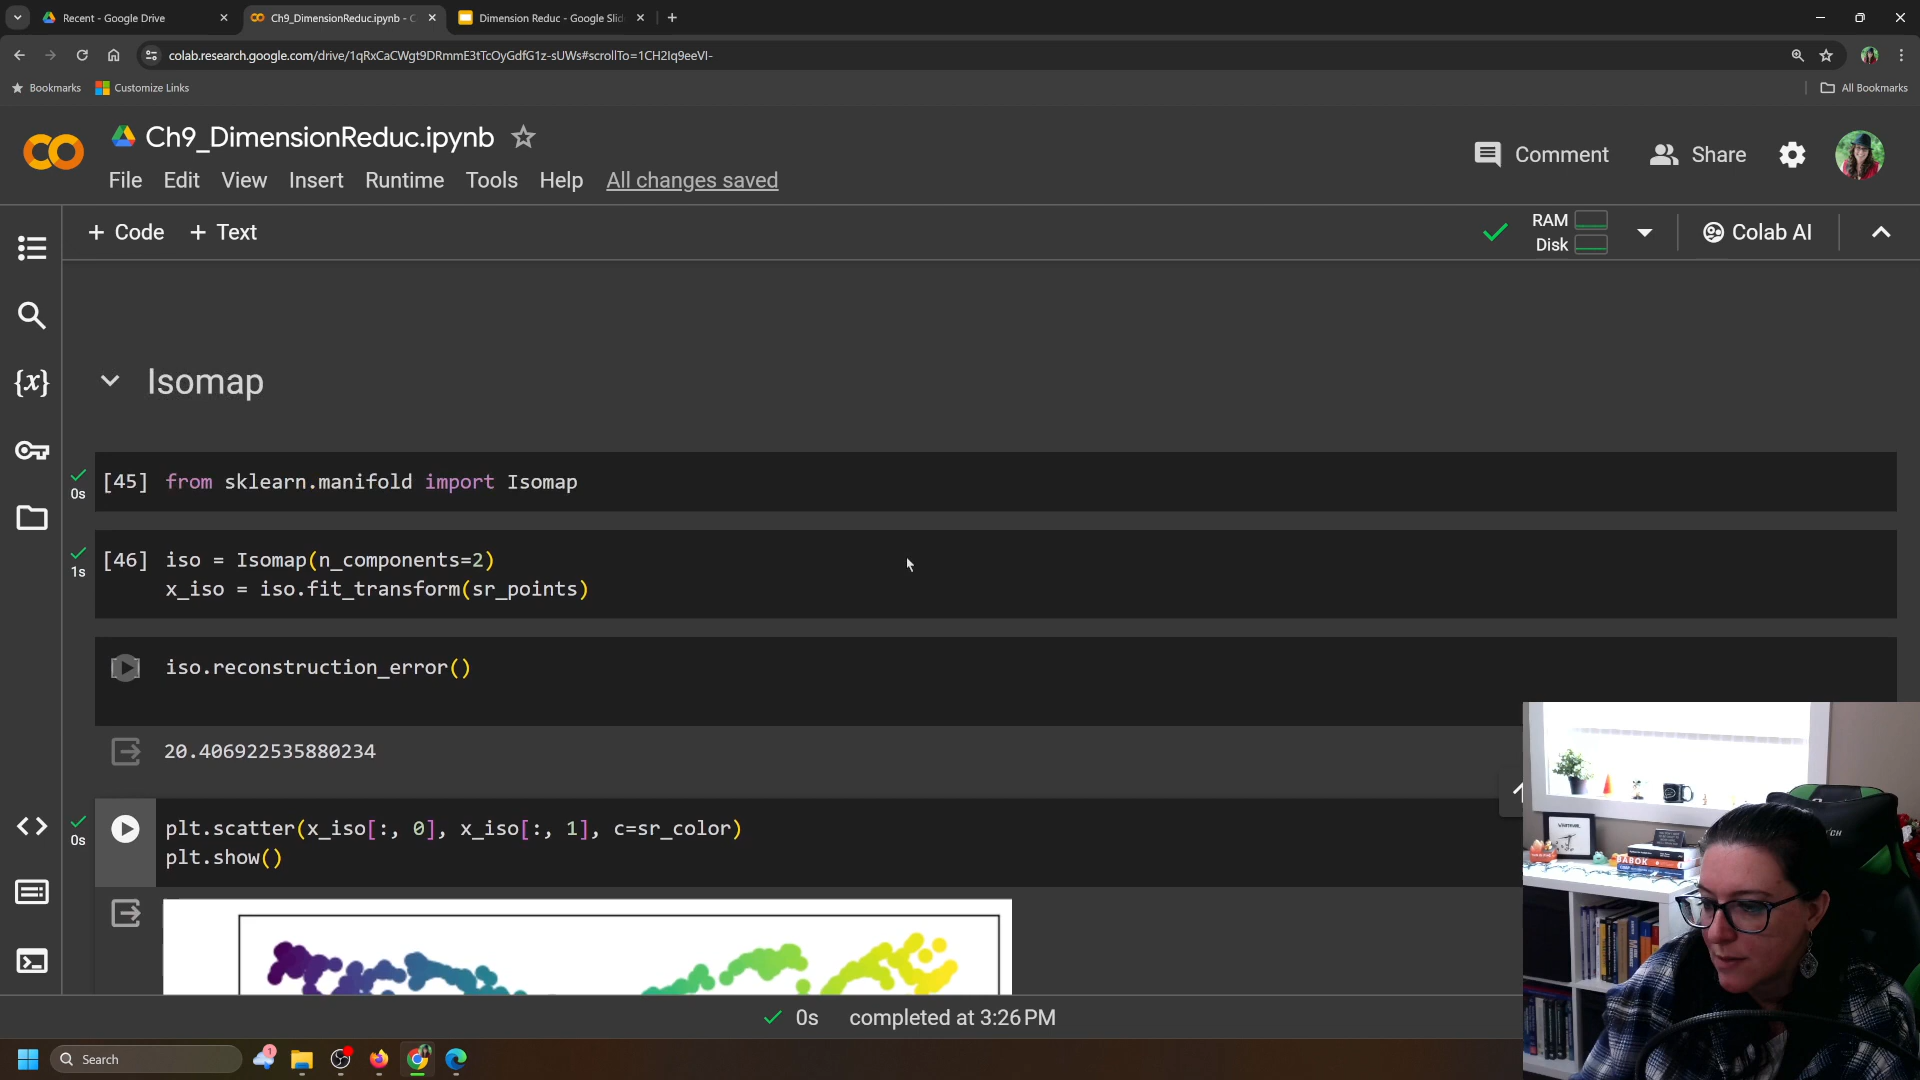 Recent - Google Drive
Ch9_DimensionReduc.ipynb - C
Dimension Reduc - Google Slid
colab.research.google.com/drive/1qRxCaCWgt9DRmmE3tTcOyGdfG1z-sUWs#scrollTo=1CH2Iq9eeVI-
Bookmarks
Customize Links
All Bookmarks
Ch9_DimensionReduc.ipynb
Comment
Share
File Edit View Insert Runtime Tools Help All changes saved
+ Code + Text
RAM
Disk
Colab AI
Isomap
0s
[45] from sklearn.manifold import Isomap
1s
[46] iso = Isomap(n_components=2)
x_iso = iso.fit_transform(sr_points)
{x}
iso.reconstruction_error()
20.406922535880234
0s
plt.scatter(x_iso[:, 0], x_iso[:, 1], c=sr_color)
plt.show()
0s completed at 3:26 PM
Search
1
BABOK